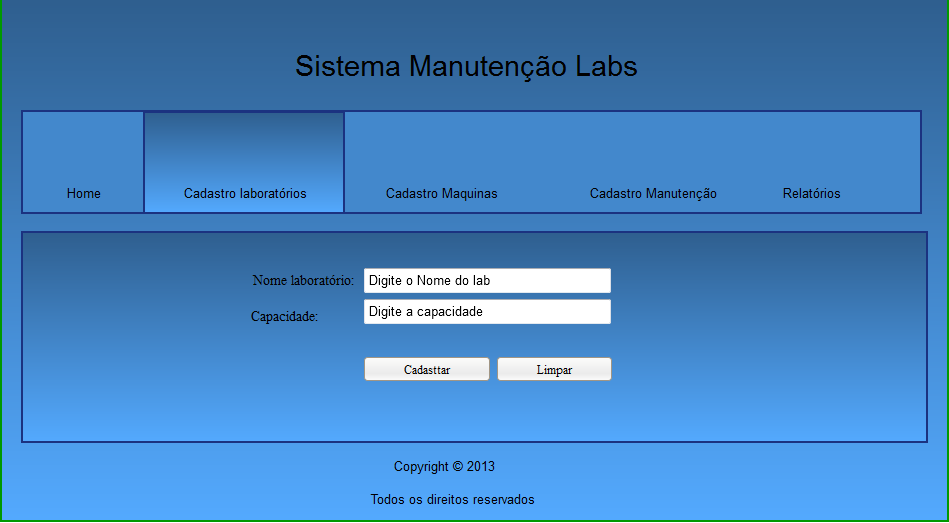 Sistema Manutenção Labs
Home Cadastro laboratórios Cadastro Maquinas Cadastro Manutenção Relatórios
Nome laboratório: Digite o Nome do lab
Capacidade: Digite a capacidade
Cadasttar Limpar
Copyright © 2013
Todos os direitos reservados